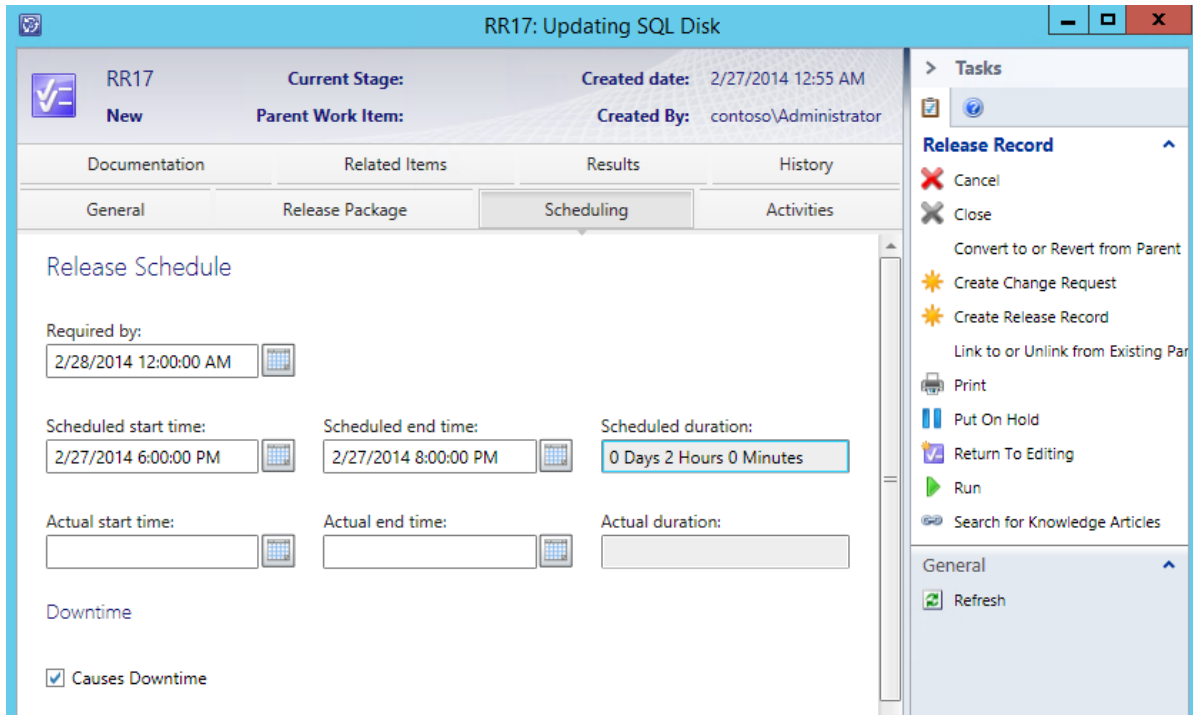 RR17: Updating SQL Disk
RR17 Current Stage: Created date: 2/27/2014 12:55 AM
New Parent Work Item: Created By: contoso\Administrator
Documentation Related Items Results History
General Release Package Scheduling Activities
Release Schedule
Required by:
2/28/2014 12:00:00 AM
Scheduled start time: Scheduled end time: Scheduled duration:
2/27/2014 6:00:00 PM 2/27/2014 8:00:00 PM 0 Days 2 Hours 0 Minutes
Actual start time: Actual end time: Actual duration:
Downtime
Causes Downtime
Tasks
Release Record
Cancel
Close
Convert to or Revert from Parent
Create Change Request
Create Release Record
Link to or Unlink from Existing Par
Print
Put On Hold
Return To Editing
Run
Search for Knowledge Articles
General
Refresh